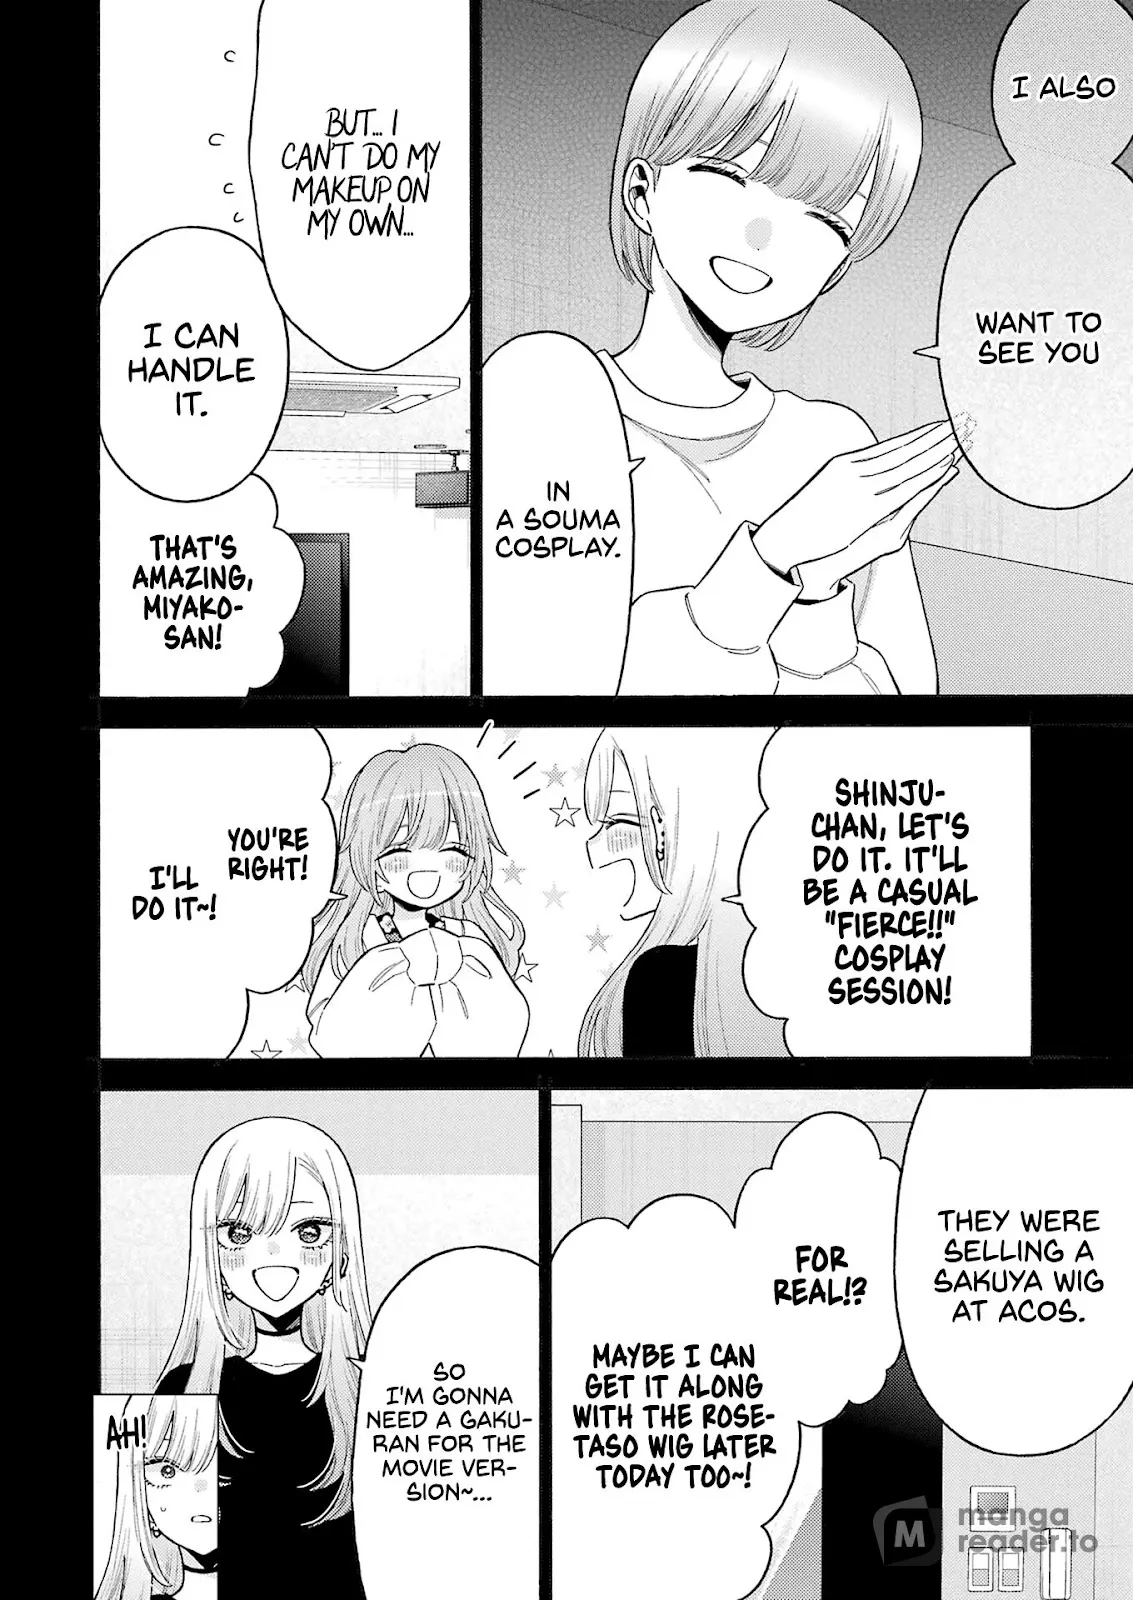 I ALSO
WANT TO
SEE YOU
IN
A SOUMA
COSPLAY.
BUT... I
CAN'T DO MY
MAKEUP ON
MY OWN...
I CAN
HANDLE
IT.
THAT'S
AMAZING,
MIYAKO-
SAN!
SHINJU-
CHAN, LET'S
DO IT. IT'LL
BE A CASUAL
"FIERCE!!"
COSPLAY
SESSION!
YOU'RE
RIGHT!
I'LL
DO IT~!
THEY WERE
SELLING A
SAKUYA WIG
AT ACOS.
FOR
REAL!?
MAYBE I CAN
GET IT ALONG
WITH THE ROSE-
TASO WIG LATER
TODAY TOO~!
SO
I'M GONNA
NEED A GAKU-
RAN FOR THE
MOVIE VER-
SION~...
AH!
M manga
reader.to